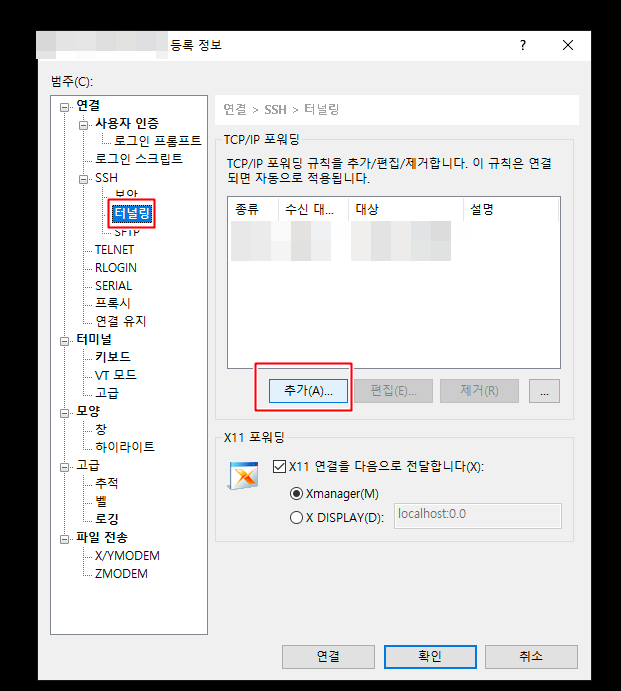 등록 정보
?
범주(C):
연결
사용자 인증
로그인 프롬프트
로그인 스크립트
SSH
보안
터널링
SFTP
TELNET
RLOGIN
SERIAL
프록시
연결 유지
터미널
키보드
VT 모드
고급
모양
창
하이라이트
고급
추적
벨
로깅
파일 전송
X/YMODEM
ZMODEM
연결 > SSH > 터널링
TCP/IP 포워딩
TCP/IP 포워딩 규칙을 추가/편집/제거합니다. 이 규칙은 연결
되면 자동으로 적용됩니다.
종류 수신 대... 대상 설명
추가(A)... 편집(E)... 제거(R) ...
X11 포워딩
X11 연결을 다음으로 전달합니다(X):
Xmanager(M)
X DISPLAY(D): localhost:0.0
연결 확인 취소